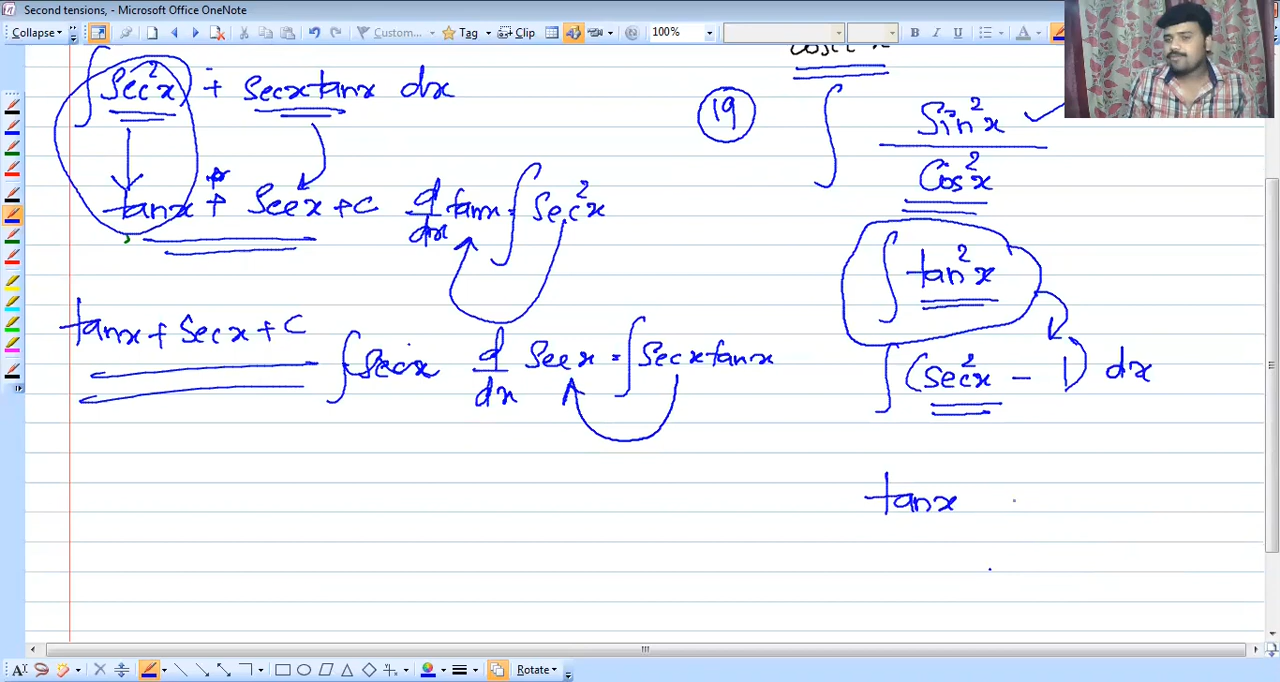 Second tensions, - Microsoft Office OneNote
Collapse Custom... Tag Clip 100% B I U A
∫ Sec²x + Secx tanx dx
tanx + Secx + C d/dx tanx = ∫ Sec²x
tanx + Secx + C ∫ Secx d/dx Secx = ∫ Secx tanx
19 ∫ Sin²x / Cos²x
∫ tan²x
∫ (Sec²x - 1) dx
tanx
A Rotate